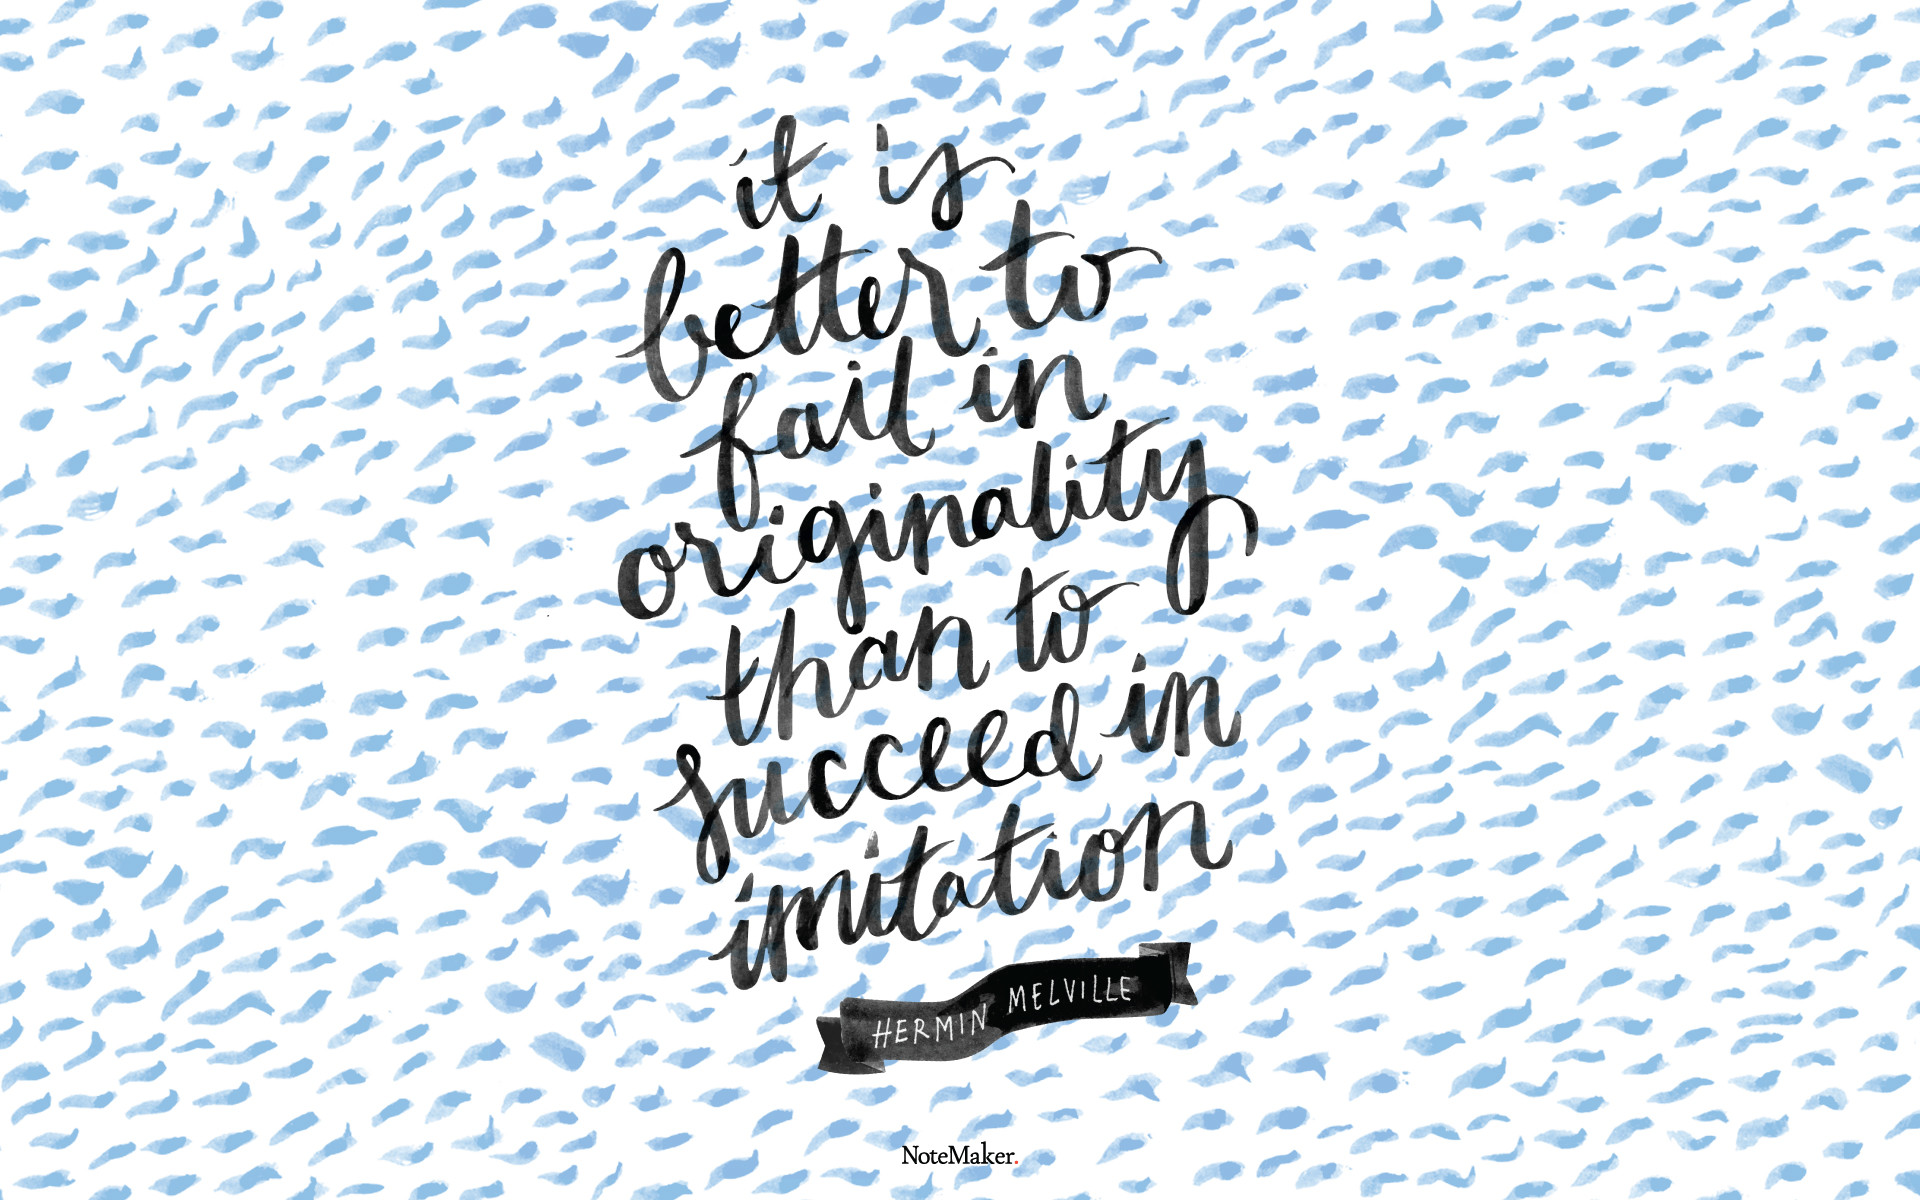 it is
better to
fail in
originality
than to
succeed in
imitation
HERMIN MELVILLE
NoteMaker.